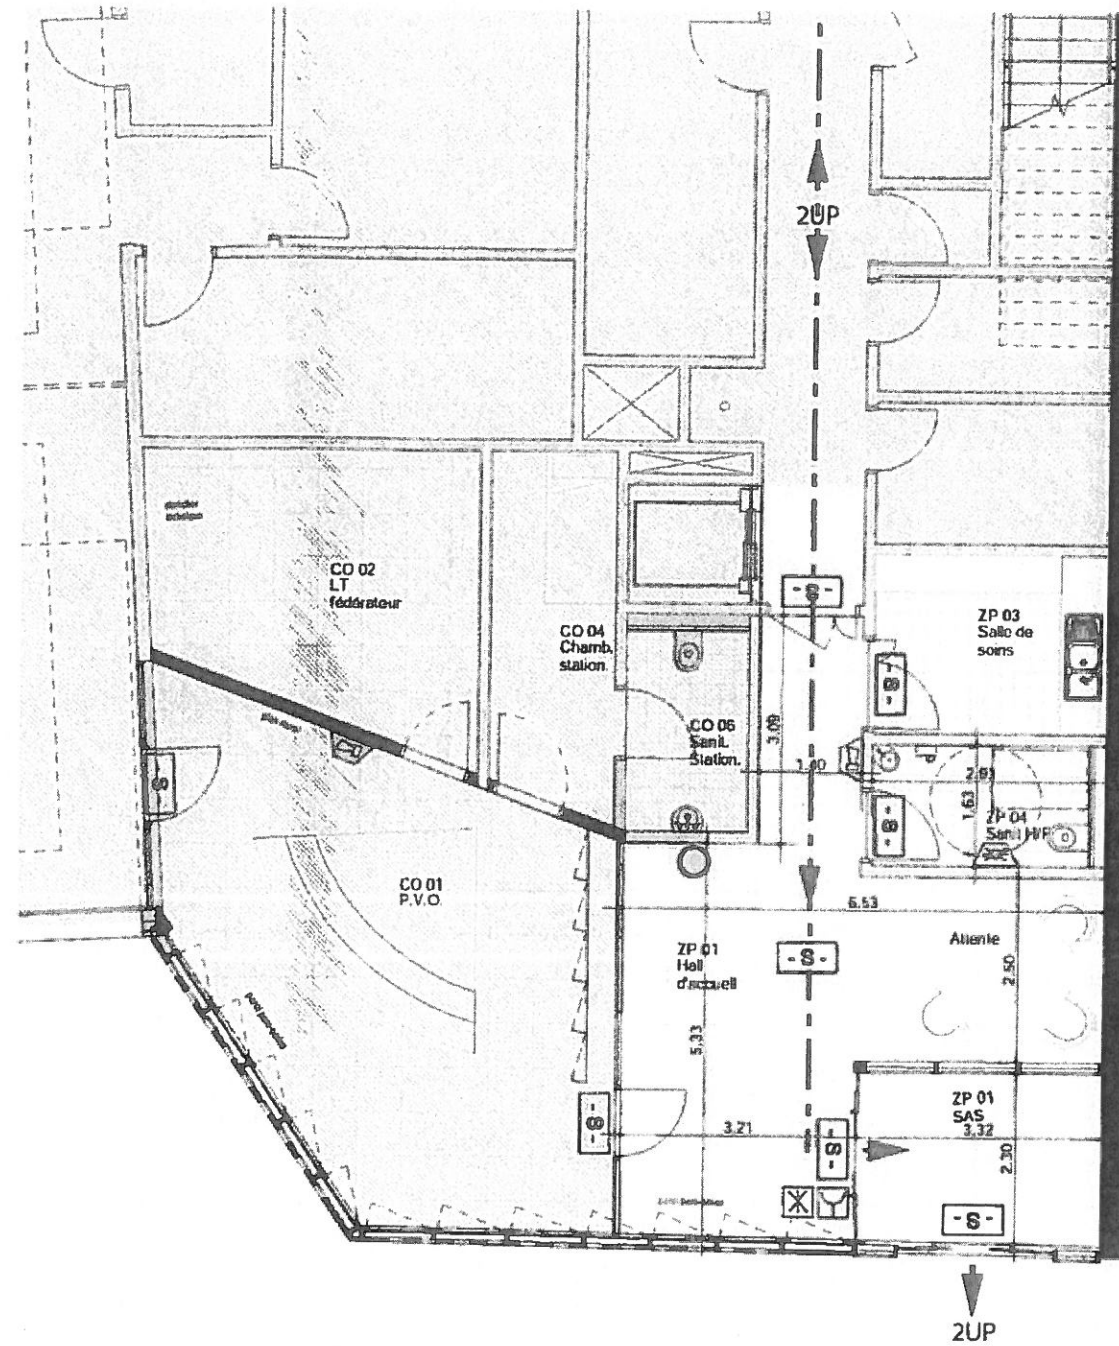 2UP
CO 02
LT
fédérateur
CO 04
Chamb.
station.
- S -
ZP 03
Salle de
soins
- S -
CO 06
Sanit.
Station.
3.09
1.40
2.93
1.63
ZP 04
Sanit H/F
- S -
- S -
CO 01
P.V.O.
6.53
ZP 01
Hall
d'accueil
- S -
Attente
2.50
5.33
ZP 01
SAS
3.32
3.21
2.30
- S -
- S -
- S -
2UP